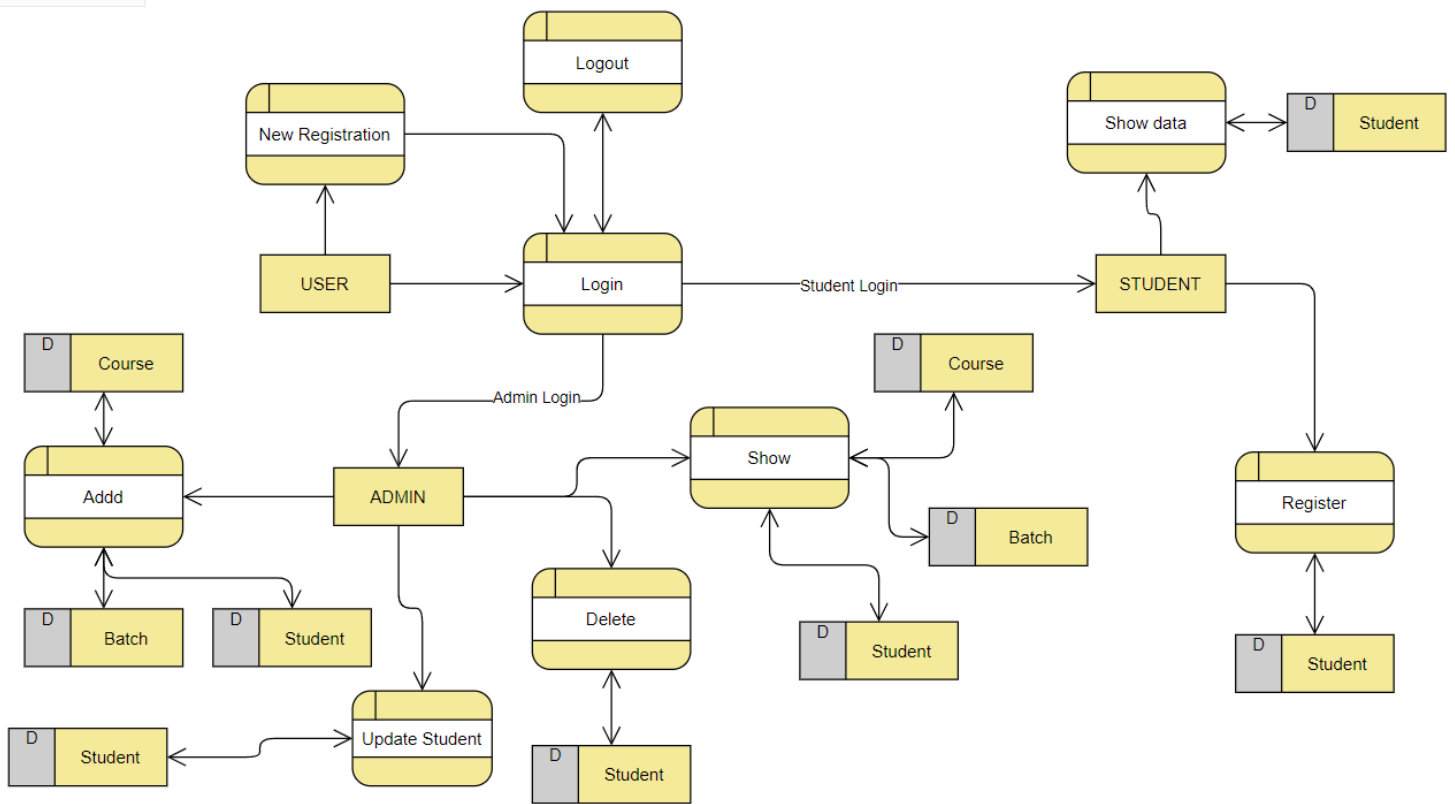 Logout
New Registration
Show data
D
Student
USER
Login
Student Login
STUDENT
D
Course
D
Course
Admin Login
Show
Addd
ADMIN
Register
D
Batch
D
Batch
D
Student
Delete
D
Student
D
Student
Update Student
D
Student
D
Student